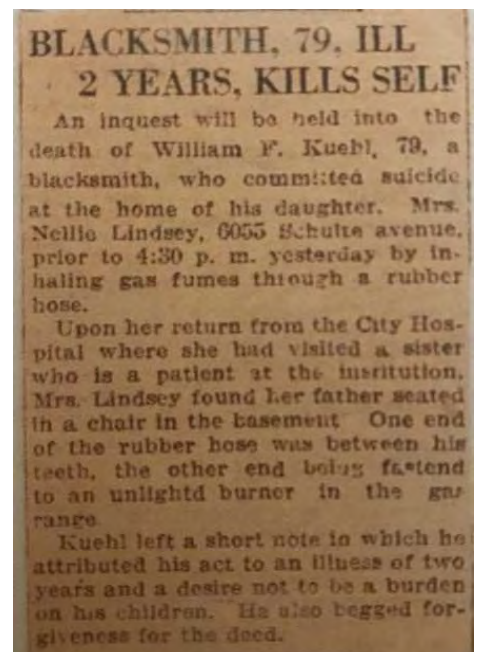 BLACKSMITH, 79, ILL
2 YEARS, KILLS SELF
An inquest will be held into the
death of William F. Kuehl, 79, a
blacksmith, who committed suicide
at the home of his daughter. Mrs.
Nellie Lindsey, 6055 Schulte avenue,
prior to 4:30 p. m. yesterday by in-
haling gas fumes through a rubber
hose.
Upon her return from the City Hos-
pital where she had visited a sister
who is a patient at the institution,
Mrs. Lindsey found her father seated
in a chair in the basement One end
of the rubber hose was between his
teeth, the other end being fastend
to an unlightd burner in the gas
range.
Kuehl left a short note in which he
attributed his act to an illness of two
years and a desire not to be a burden
on his children. He also begged for-
giveness for the deed.